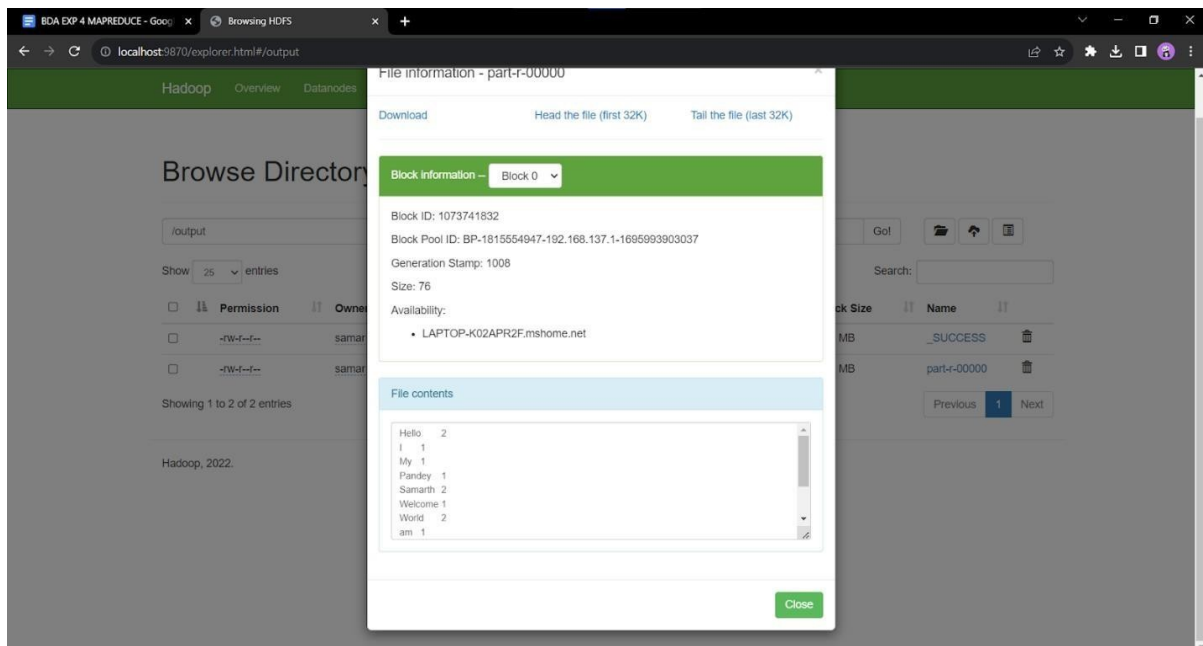 BDA EXP 4 MAPREDUCE - Goog
Browsing HDFS
localhost:9870/explorer.html#/output
Hadoop Overview Datanodes
File information - part-r-00000
Download Head the file (first 32K) Tail the file (last 32K)
Browse Directory
Block information -- Block 0
/output
Go!
Block ID: 1073741832
Block Pool ID: BP-1815554947-192.168.137.1-1695993903037
Generation Stamp: 1008
Show 25 entries
Search:
Size: 76
Permission Owner ck Size Name
Availability:
LAPTOP-K02APR2F.mshome.net
-rw-r--r-- samar MB _SUCCESS
-rw-r--r-- samar MB part-r-00000
File contents
Showing 1 to 2 of 2 entries
Previous 1 Next
Hello 2
I 1
My 1
Pandey 1
Samarth 2
Welcome 1
World 2
am 1
Hadoop, 2022.
Close